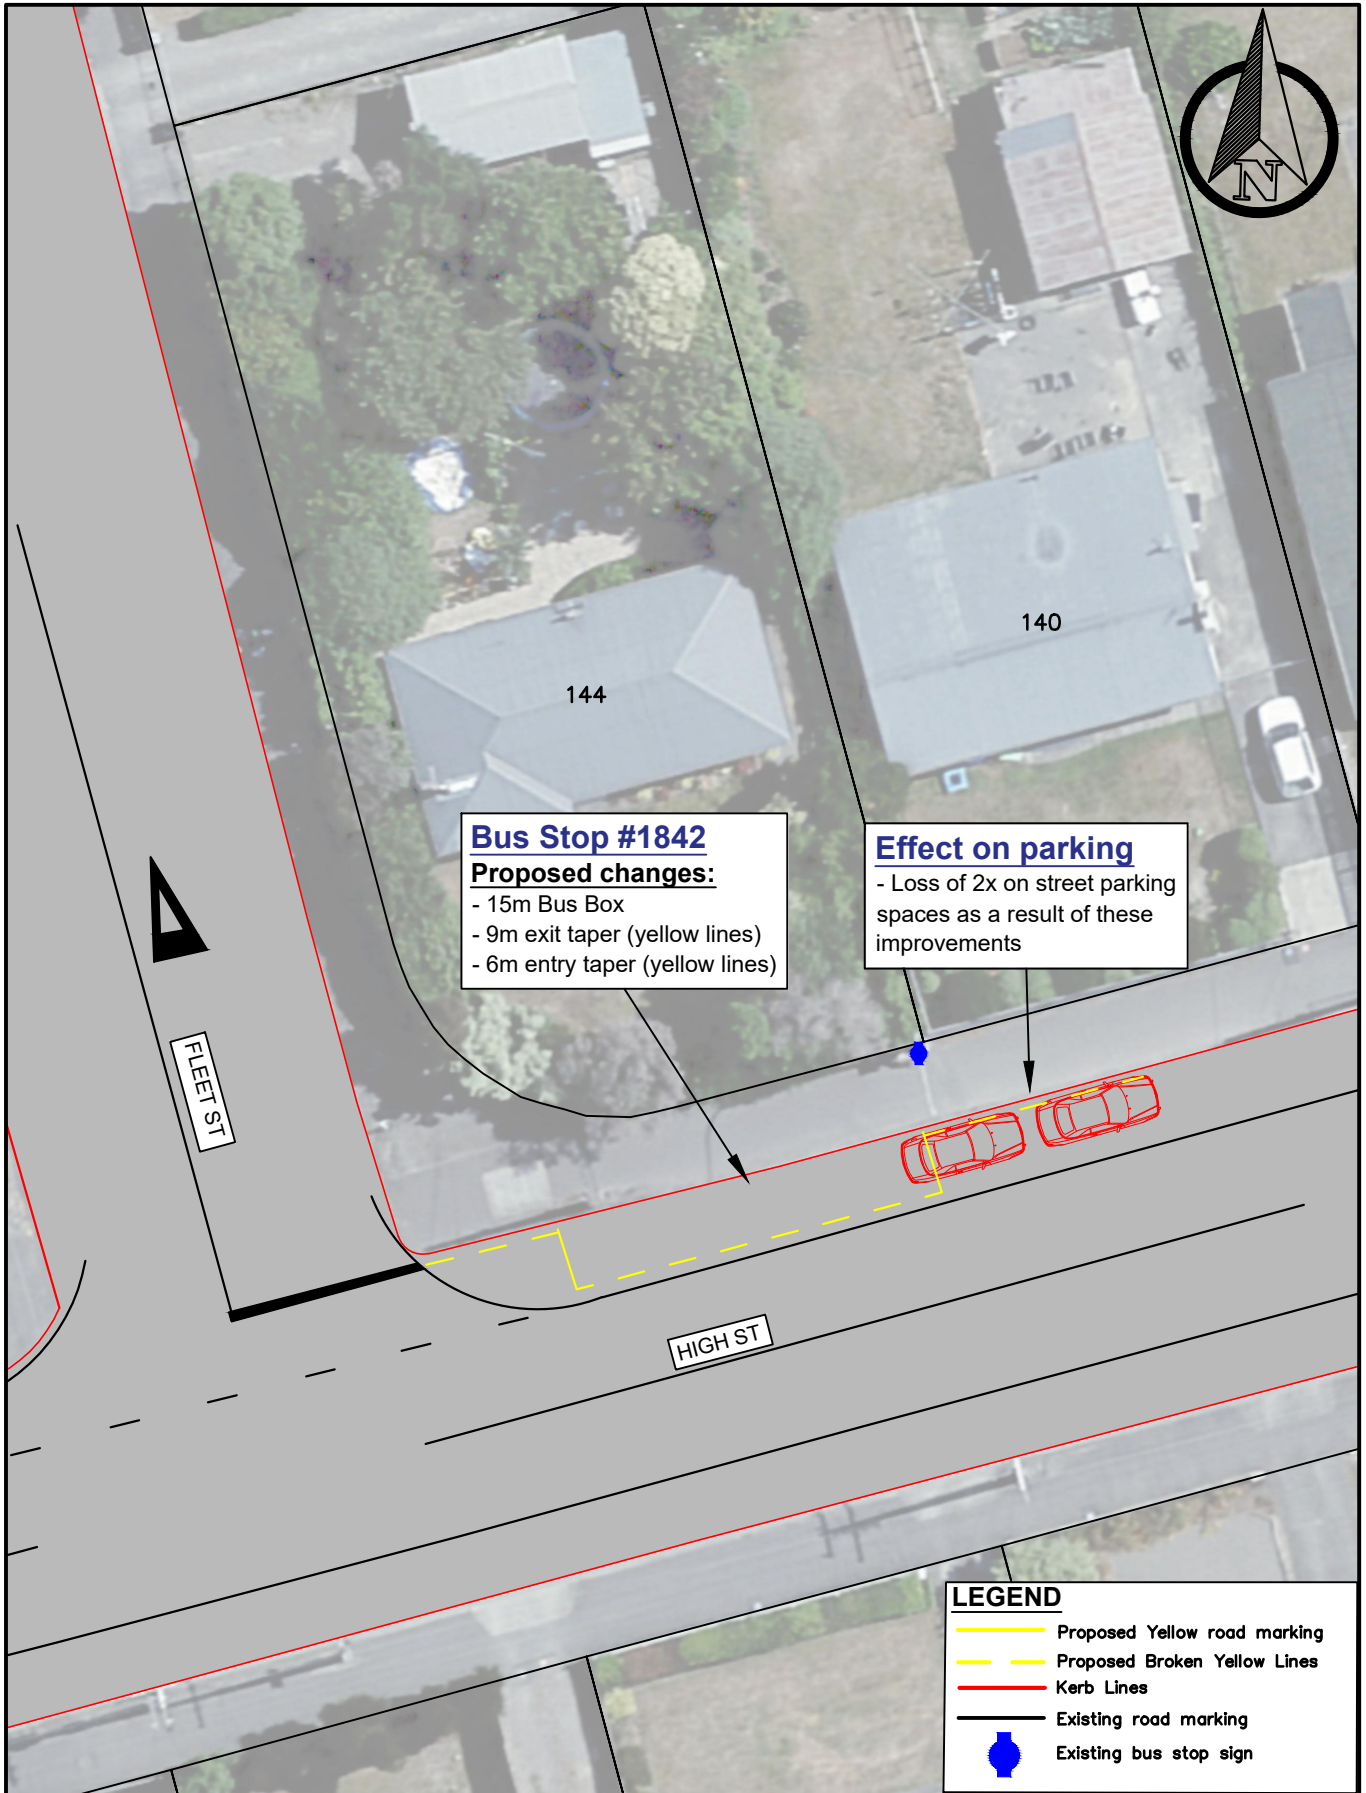 N
140
144
Bus Stop #1842
Proposed changes:
- 15m Bus Box
- 9m exit taper (yellow lines)
- 6m entry taper (yellow lines)
Effect on parking
- Loss of 2x on street parking
spaces as a result of these
improvements
FLEET ST
HIGH ST
LEGEND
Proposed Yellow road marking
Proposed Broken Yellow Lines
Kerb Lines
Existing road marking
Existing bus stop sign